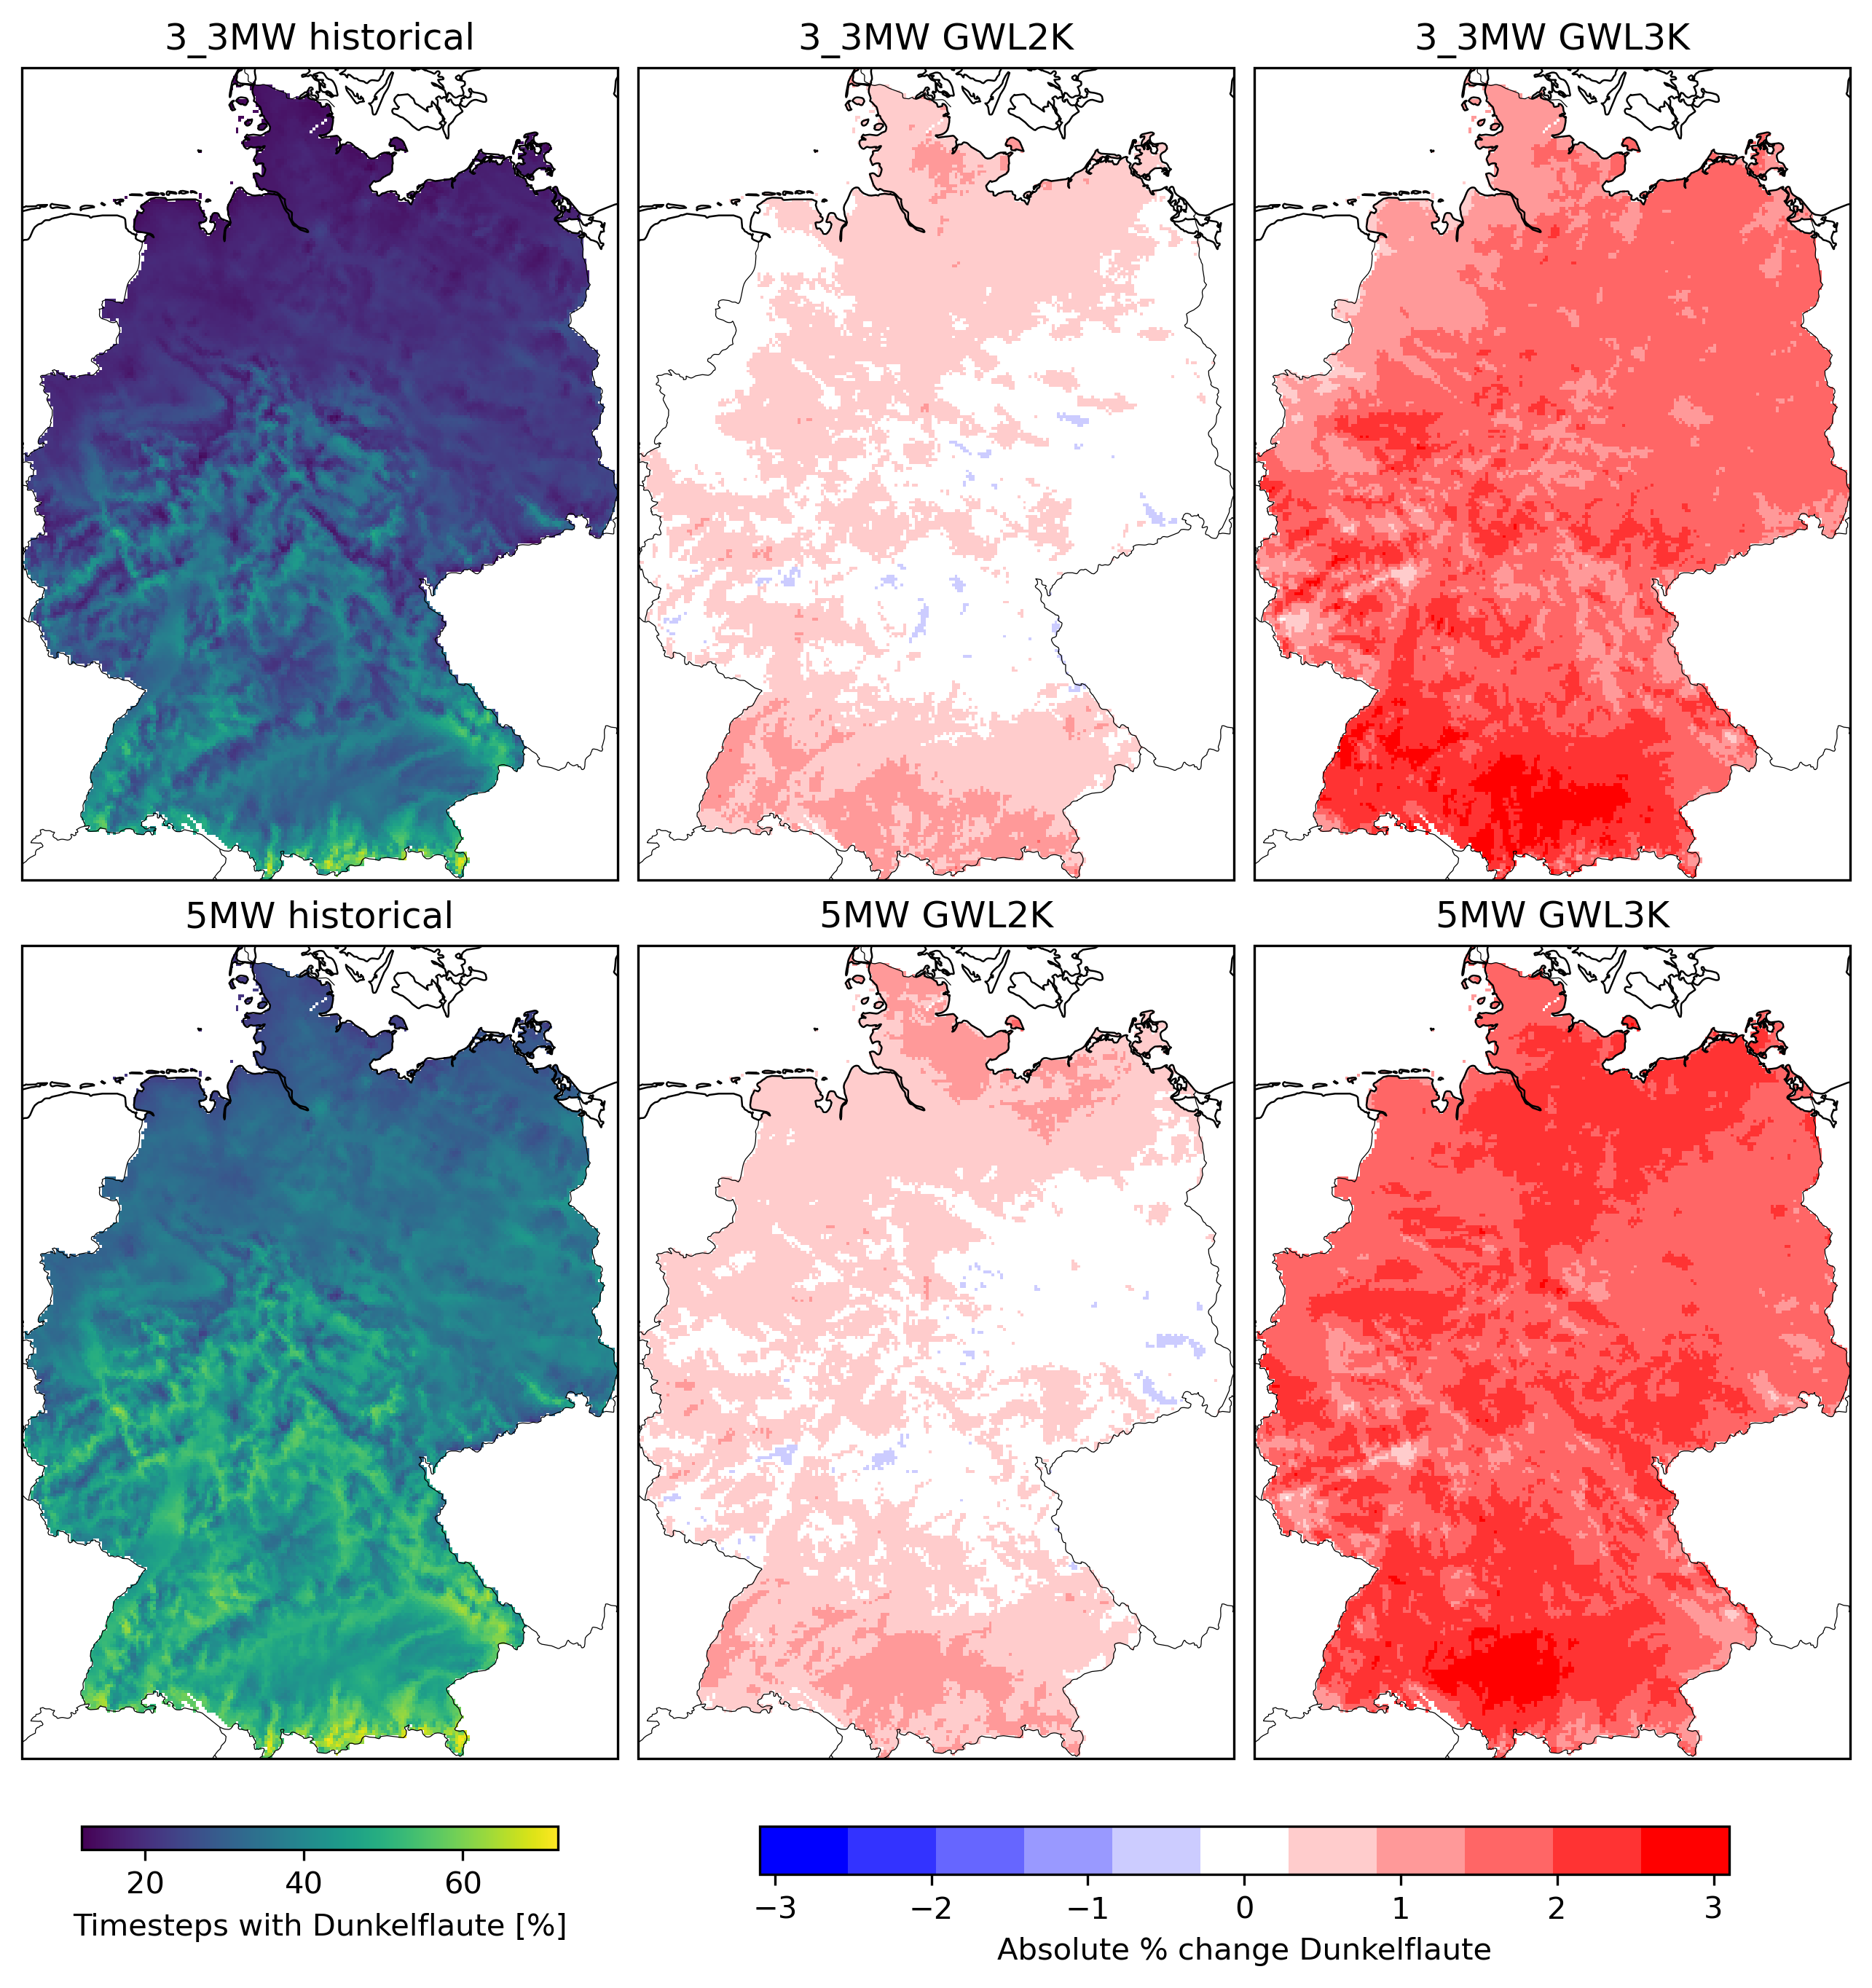 3_3MW historical
3_3MW GWL2K
3_3MW GWL3K
5MW historical
5MW GWL2K
5MW GWL3K
20 40 60
Timesteps with Dunkelflaute [%]
−3 −2 −1 0 1 2 3
Absolute % change Dunkelflaute